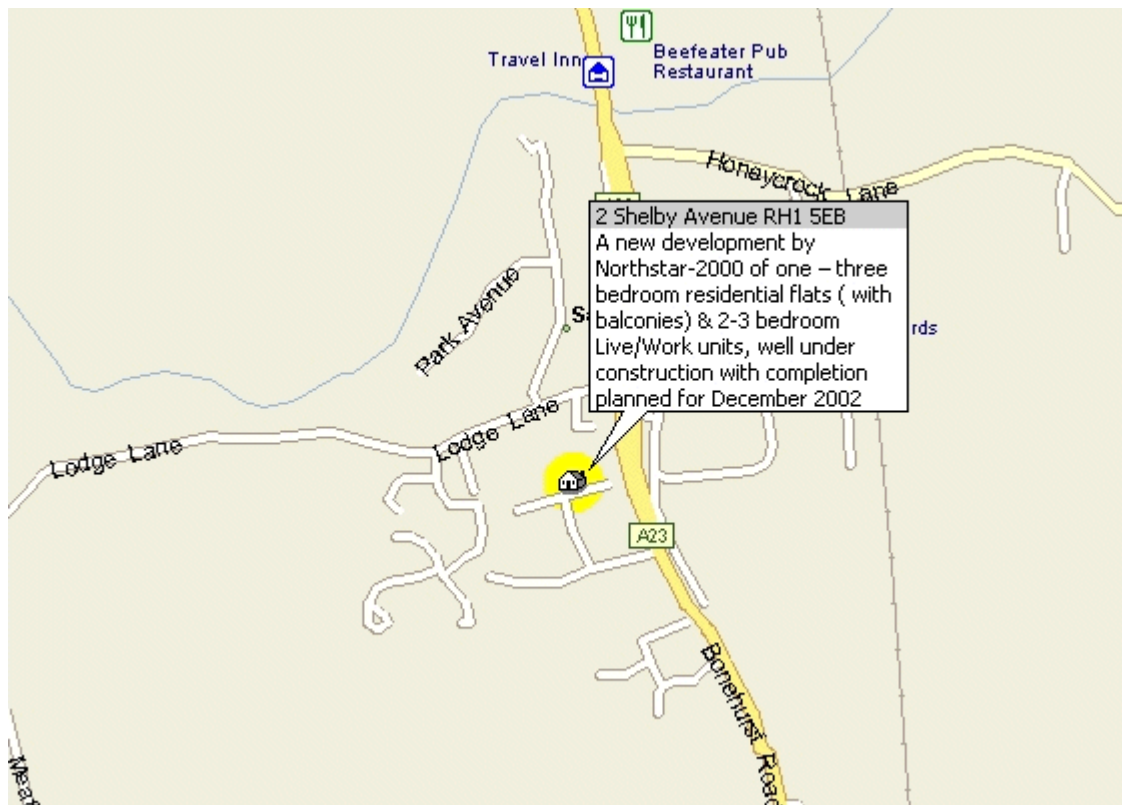 Travel Inn
Beefeater Pub
Restaurant
Honeycrock Lane
2 Shelby Avenue RH1 5EB
A new development by
Northstar-2000 of one – three
bedroom residential flats ( with
balconies) & 2-3 bedroom
Live/Work units, well under
construction with completion
planned for December 2002
Park Avenue
Lodge Lane
Lodge Lane
A23
Bonehurst Road